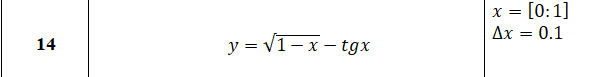 14
y = √1 − x − tgx
x = [0:1]
Δx = 0.1